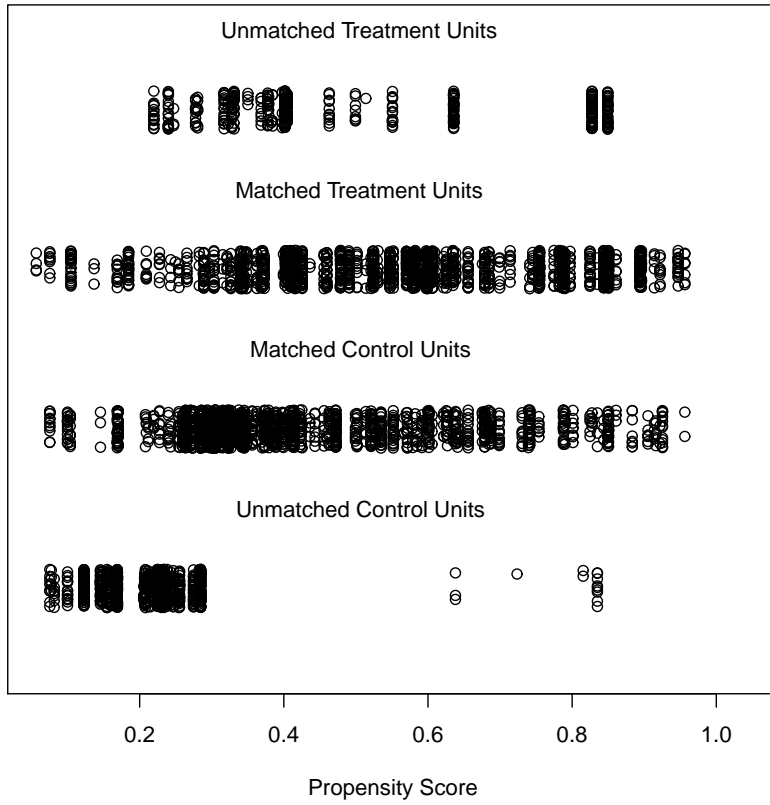 Unmatched Treatment Units
Matched Treatment Units
Matched Control Units
Unmatched Control Units
0.2 0.4 0.6 0.8 1.0
Propensity Score